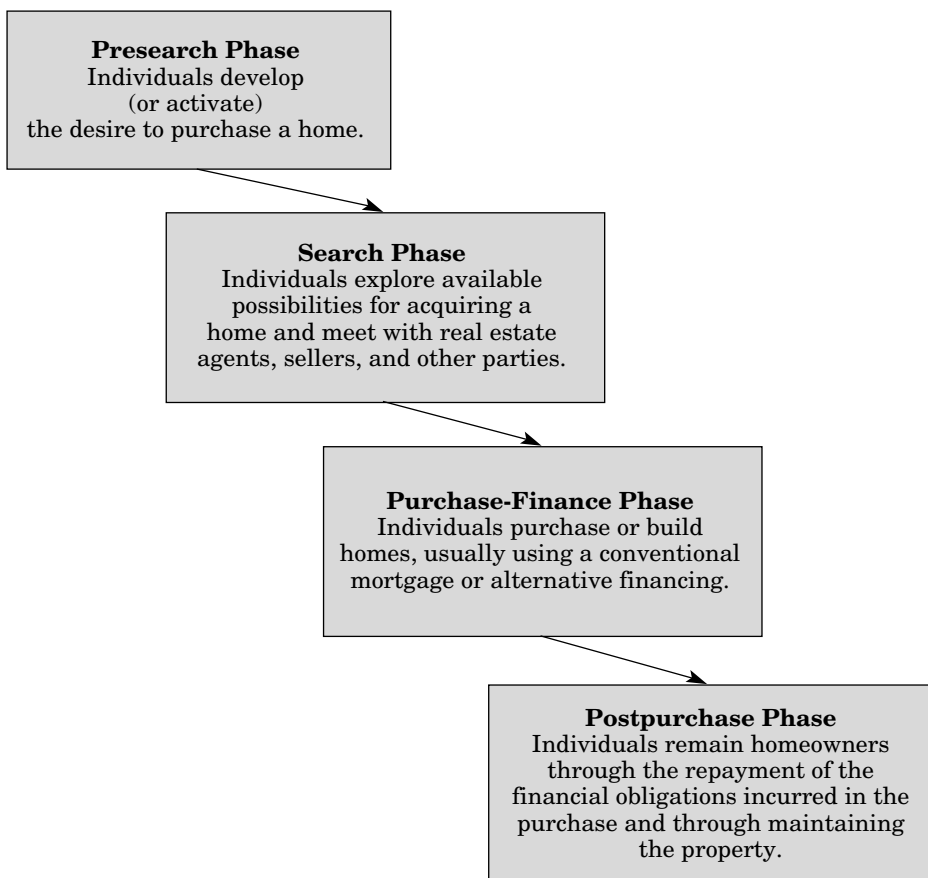 Presearch Phase
Individuals develop
(or activate)
the desire to purchase a home.
Search Phase
Individuals explore available
possibilities for acquiring a
home and meet with real estate
agents, sellers, and other parties.
Purchase-Finance Phase
Individuals purchase or build
homes, usually using a conventional
mortgage or alternative financing.
Postpurchase Phase
Individuals remain homeowners
through the repayment of the
financial obligations incurred in the
purchase and through maintaining
the property.